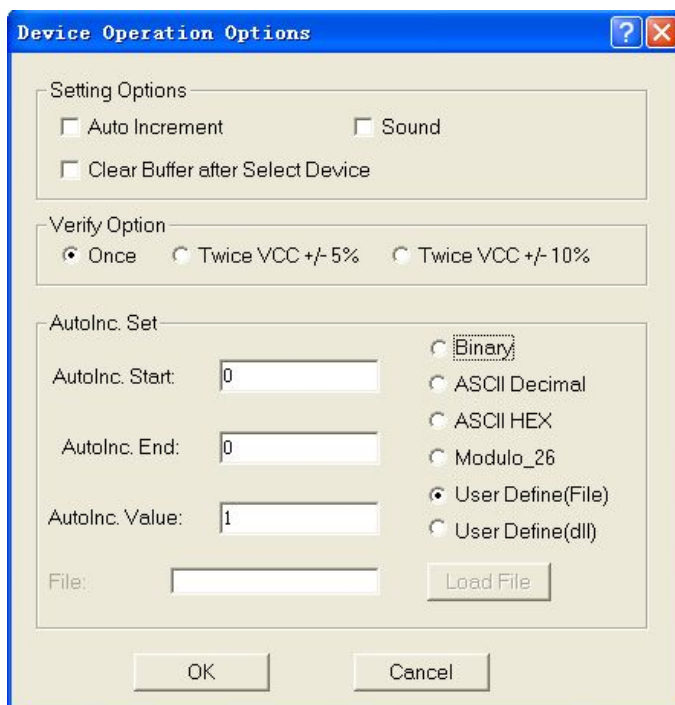 Device Operation Options
Setting Options
Auto Increment Sound
Clear Buffer after Select Device
Verify Option
Once Twice VCC +/- 5% Twice VCC +/- 10%
AutoInc. Set
Binary
AutoInc. Start: 0
ASCII Decimal
ASCII HEX
AutoInc. End: 0
Modulo_26
User Define(File)
AutoInc. Value: 1
User Define(dll)
File: Load File
OK Cancel